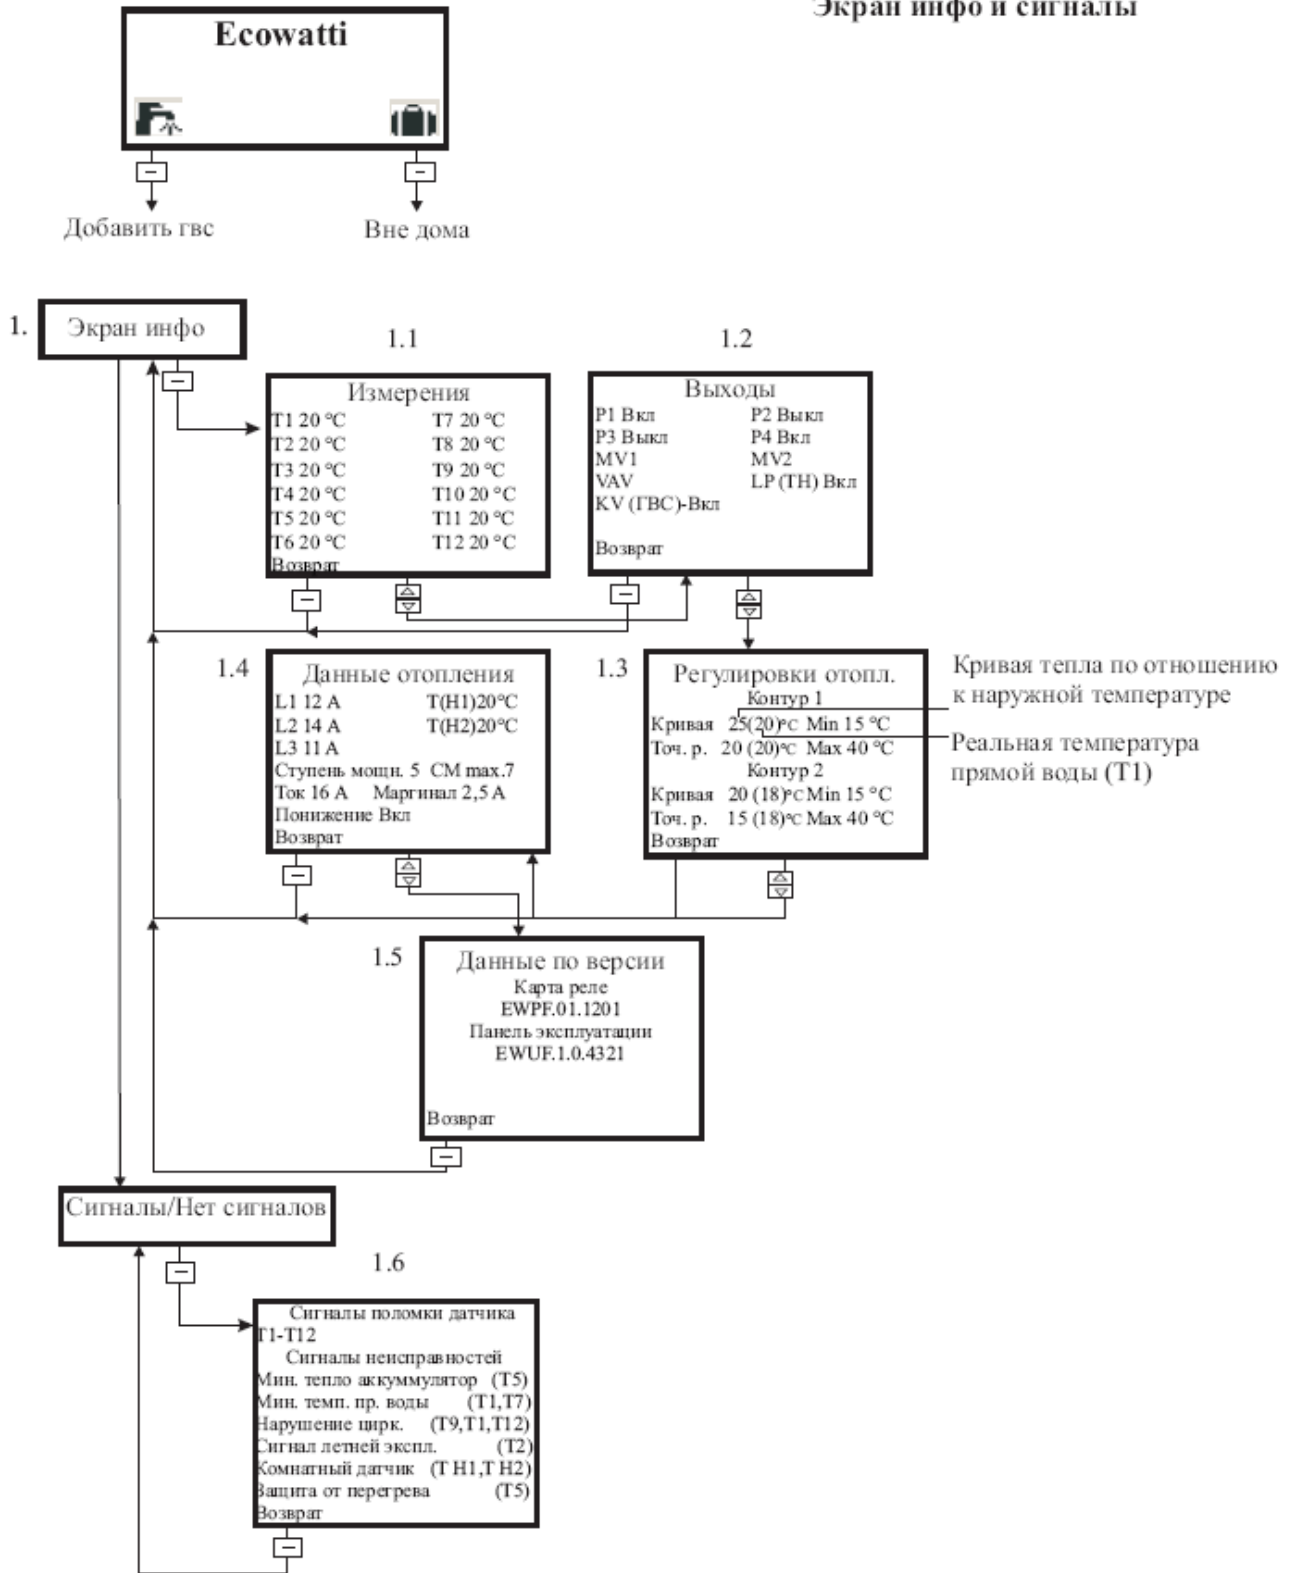 Экран инфо и сигналы
Ecowatti
Добавить гвс
Вне дома
1.
Экран инфо
1.1
Измерения
T1 20 °C T7 20 °C
T2 20 °C T8 20 °C
T3 20 °C T9 20 °C
T4 20 °C T10 20 °C
T5 20 °C T11 20 °C
T6 20 °C T12 20 °C
Возврат
1.2
Выходы
P1 Вкл P2 Выкл
P3 Выкл P4 Вкл
MV1 MV2
VAV LP (TH) Вкл
KV (ГВС)-Вкл
Возврат
1.4
Данные отопления
L1 12 A T(H1)20°C
L2 14 A T(H2)20°C
L3 11 A
Ступень мощн. 5 CM max.7
Ток 16 A Маргинал 2,5 A
Понижение Вкл
Возврат
1.3
Регулировки отопл.
Контур 1
Кривая 25(20)°C Min 15 °C
Точ. р. 20 (20)°C Max 40 °C
Контур 2
Кривая 20 (18)°C Min 15 °C
Точ. р. 15 (18)°C Max 40 °C
Возврат
Кривая тепла по отношению
к наружной температуре
Реальная температура
прямой воды (T1)
1.5
Данные по версии
Карта реле
EWPF.01.1201
Панель эксплуатации
EWUF.1.0.4321
Возврат
Сигналы/Нет сигналов
1.6
Сигналы поломки датчика
T1-T12
Сигналы неисправностей
Мин. тепло аккуммулятор (T5)
Мин. темп. пр. воды (T1,T7)
Нарушение цирк. (T9,T1,T12)
Сигнал летней экспл. (T2)
Комнатный датчик (T H1,T H2)
Защита от перегрева (T5)
Возврат